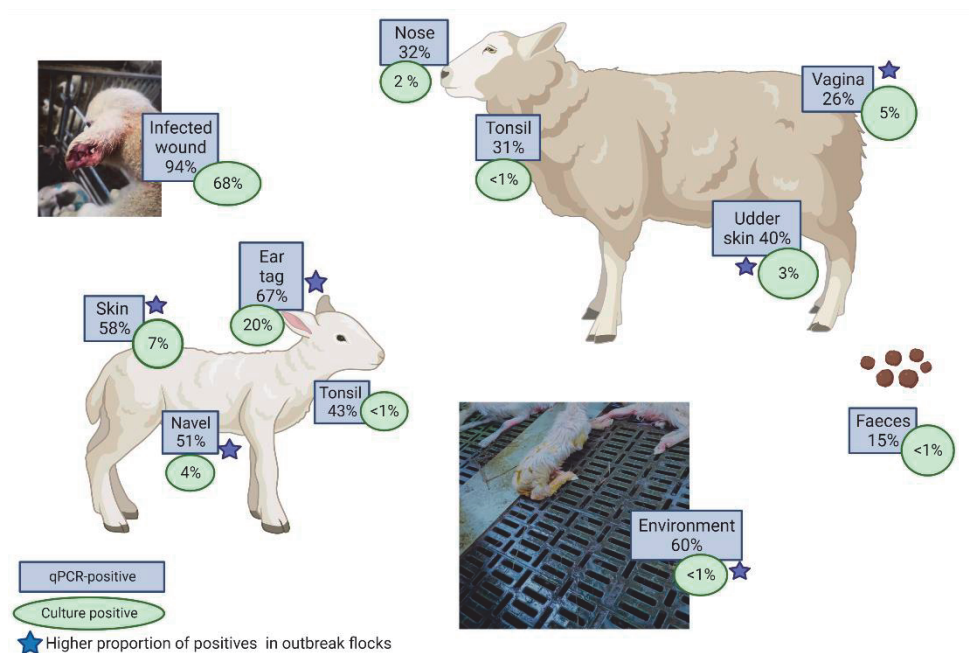 Nose
32%
2 %
Vagina
26%
5%
Infected
wound
94%
68%
Tonsil
31%
<1%
Udder
skin 40%
3%
Ear
tag
67%
20%
Skin
58%
7%
Tonsil
43%
<1%
Navel
51%
4%
Faeces
15%
<1%
Environment
60%
<1%
qPCR-positive
Culture positive
Higher proportion of positives in outbreak flocks